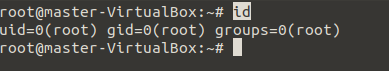 root@master-VirtualBox:~# id
uid=0(root) gid=0(root) groups=0(root)
root@master-VirtualBox:~#